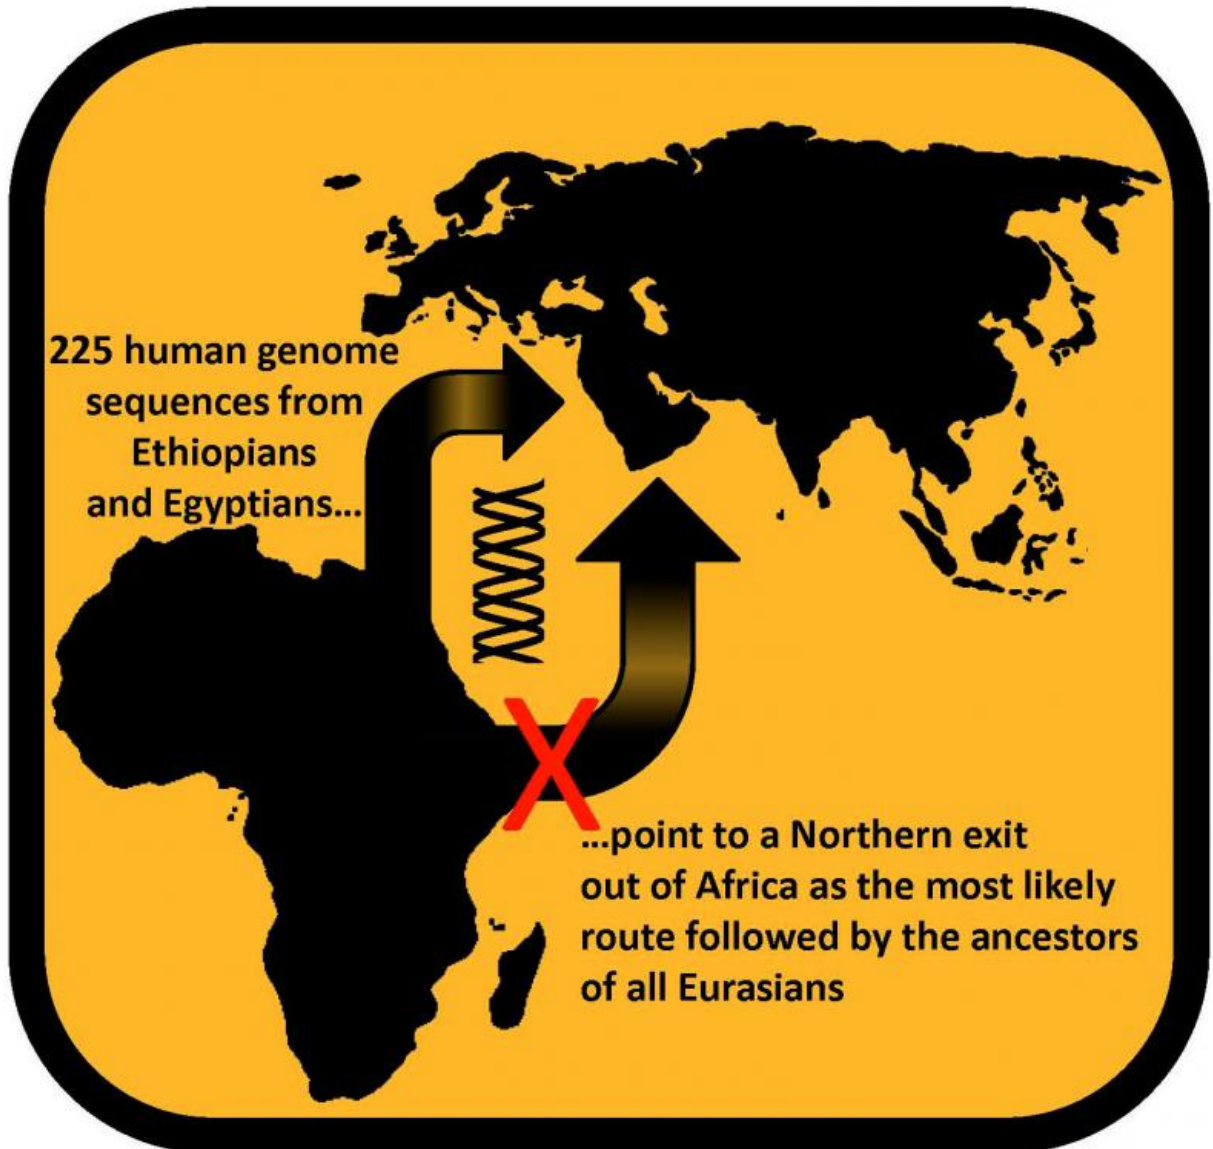 225 human genome
sequences from
Ethiopians
and Egyptians...
X
...point to a Northern exit
out of Africa as the most likely
route followed by the ancestors
of all Eurasians